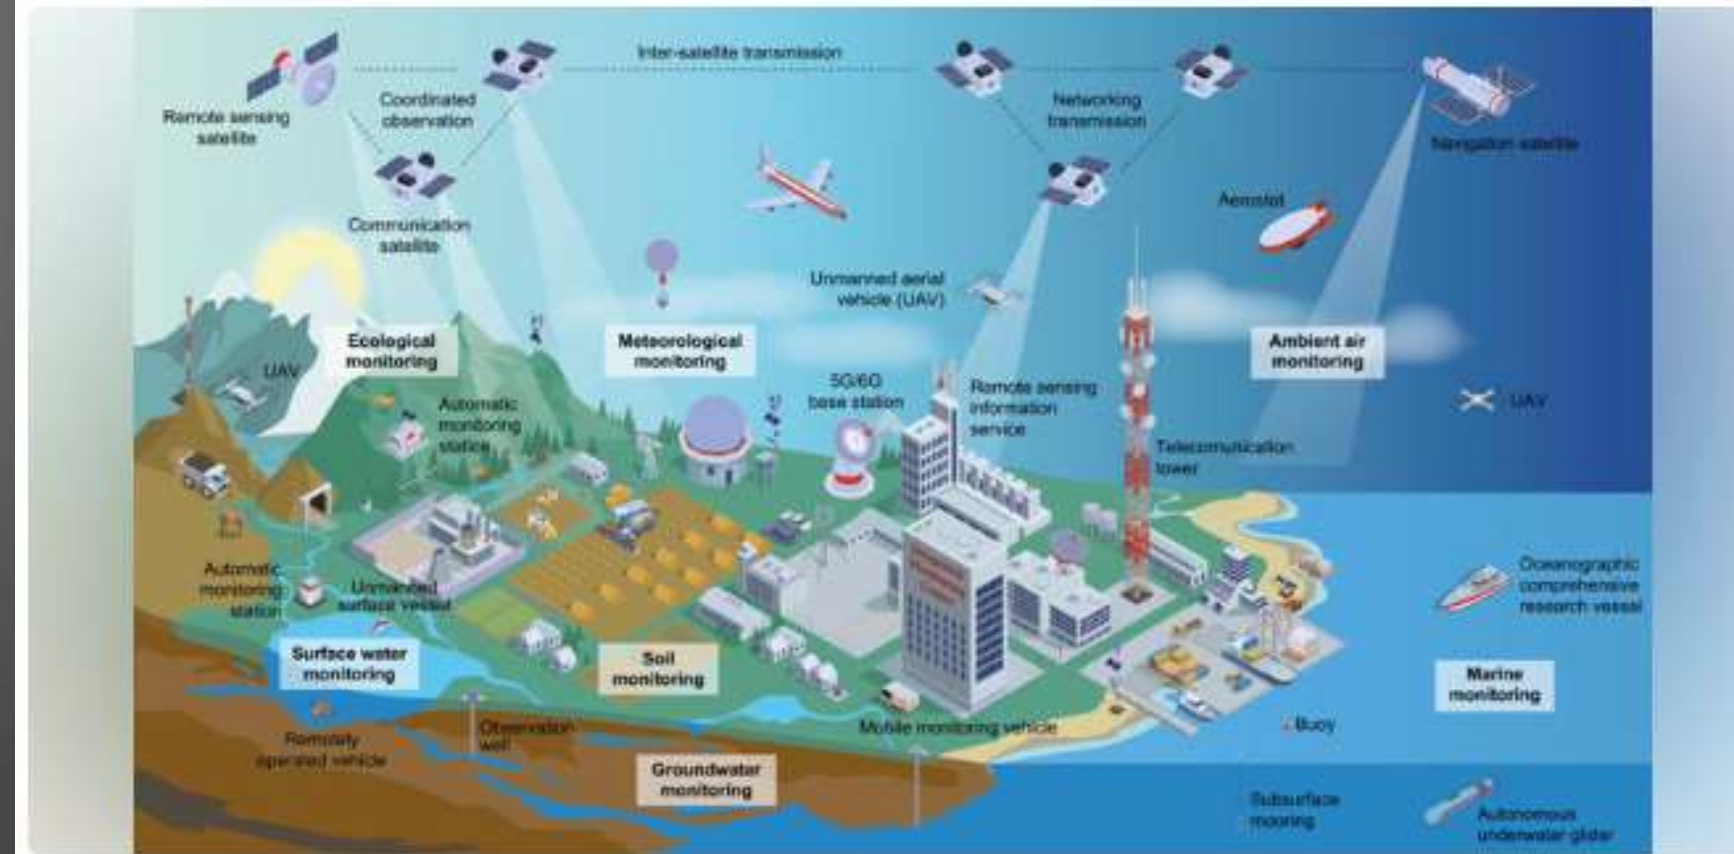 Inter-satellite transmission
Remote sensing
satellite
Coordinated
observation
Networking
transmission
Navigation satellite
Communication
satellite
Aerostat
Unmanned aerial
vehicle (UAV)
Ecological
monitoring
Meteorological
monitoring
Ambient air
monitoring
UAV
5G/6G
base station
Remote sensing
information
service
UAV
Automatic
monitoring
station
Telecomunication
tower
Automatic
monitoring
station
Unmanned
surface vessel
Oceanographic
comprehensive
research vessel
Surface water
monitoring
Soil
monitoring
Marine
monitoring
Observation
well
Mobile monitoring vehicle
Buoy
Remotely
operated vehicle
Groundwater
monitoring
Subsurface
mooring
Autonomous
underwater glider